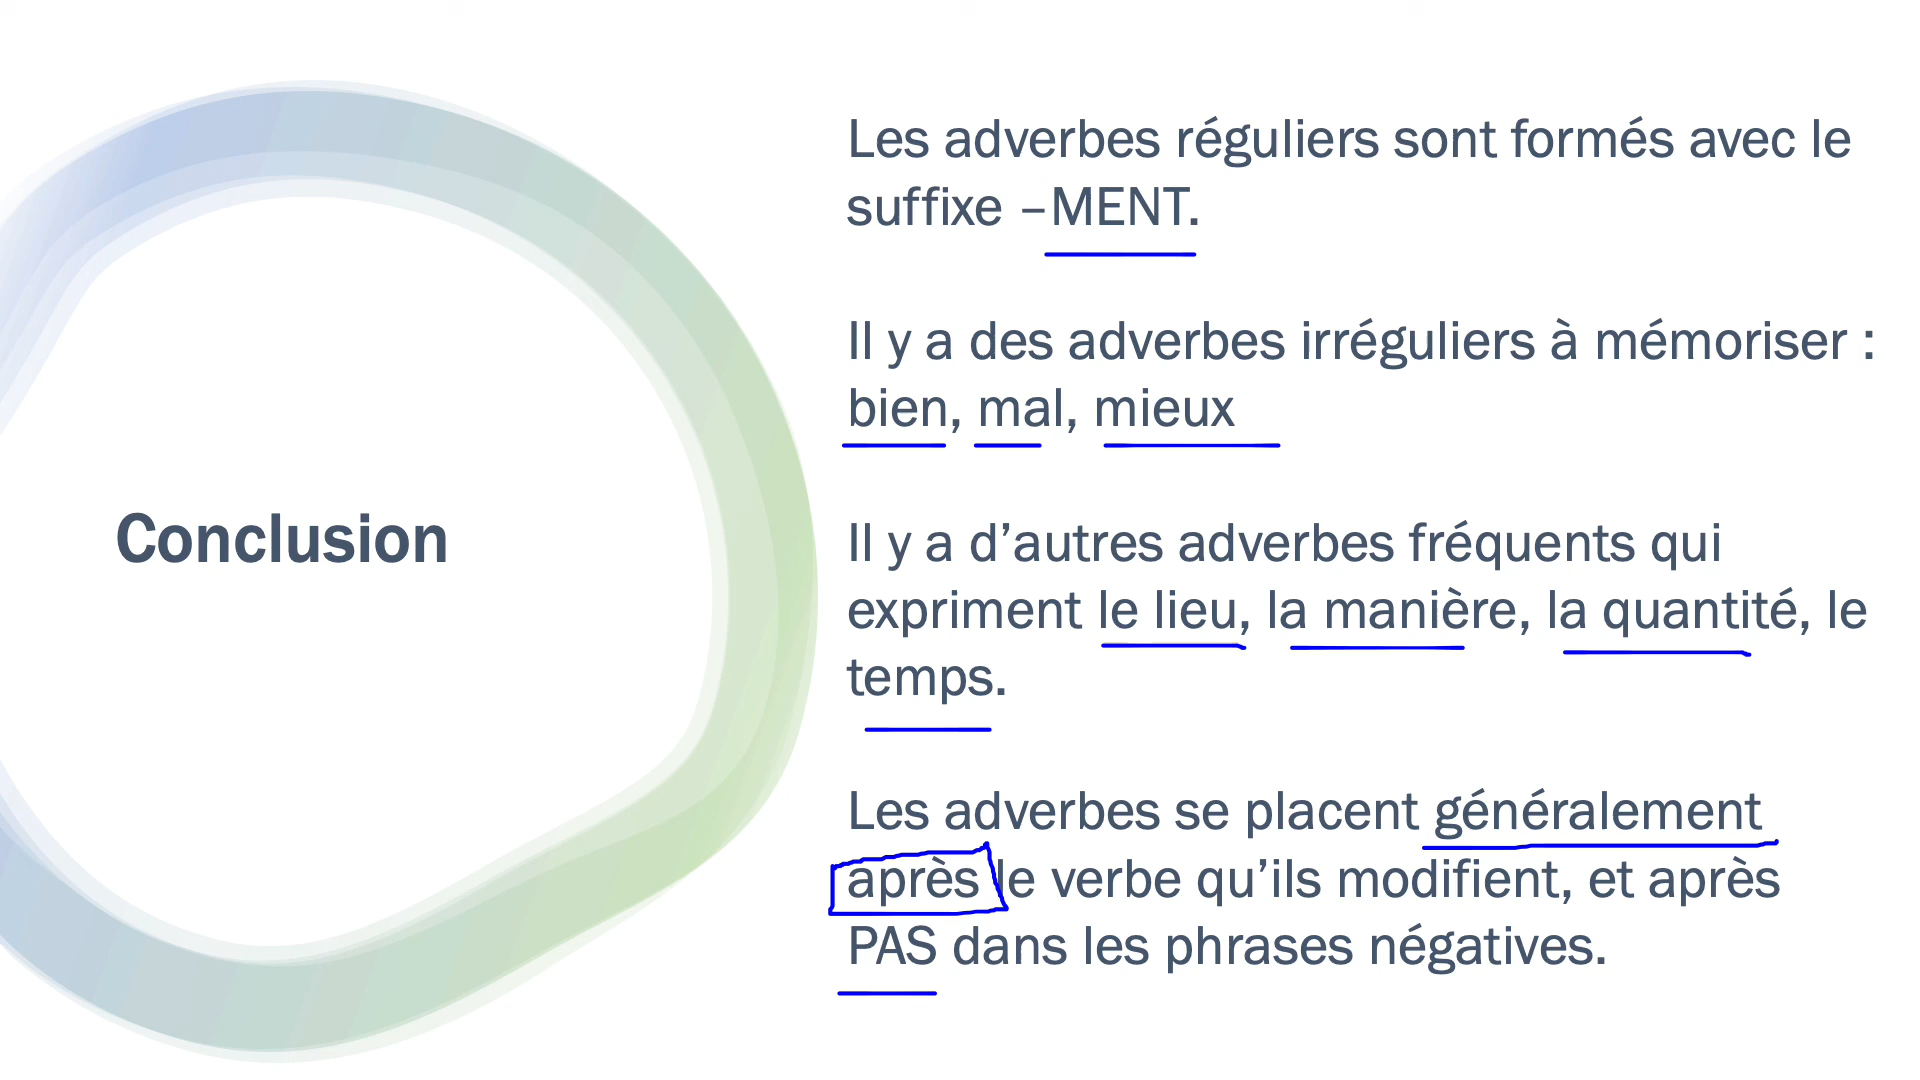 Conclusion
Les adverbes réguliers sont formés avec le
suffixe –MENT.
Il y a des adverbes irréguliers à mémoriser :
bien, mal, mieux
Il y a d’autres adverbes fréquents qui
expriment le lieu, la manière, la quantité, le
temps.
Les adverbes se placent généralement
après le verbe qu’ils modifient, et après
PAS dans les phrases négatives.